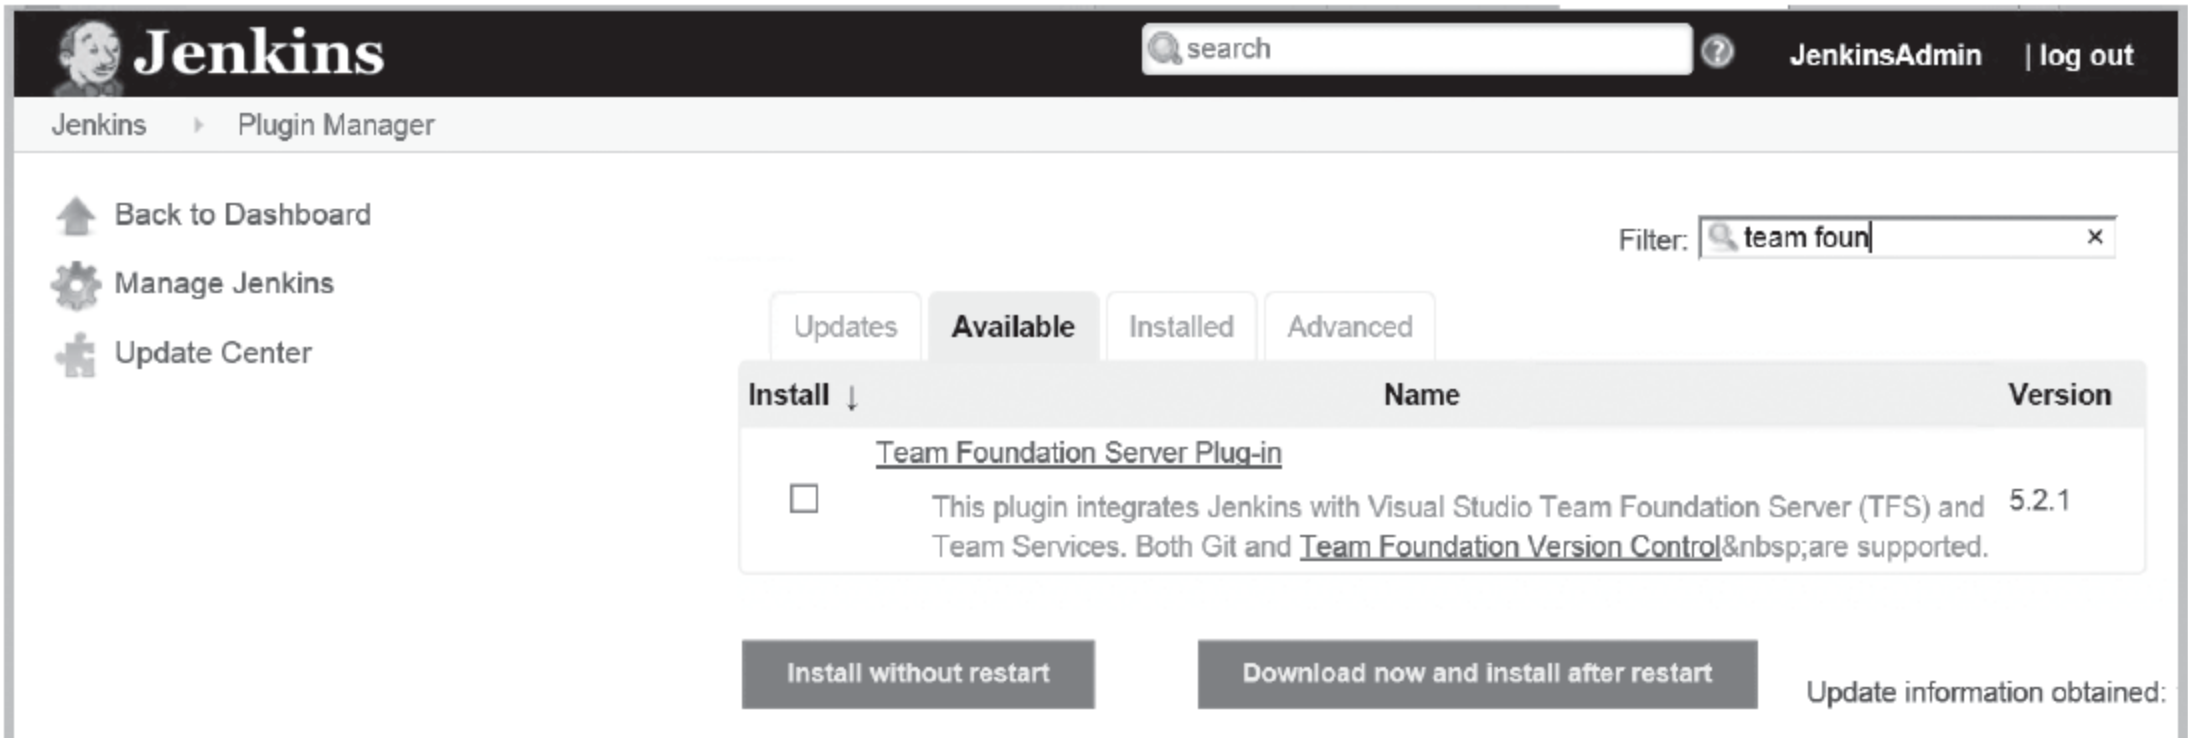 Jenkins
search
?
JenkinsAdmin | log out
Jenkins Plugin Manager
Back to Dashboard
Manage Jenkins
Update Center
Filter: team foun ×
Updates Available Installed Advanced
Install ↓ Name Version
Team Foundation Server Plug-in
This plugin integrates Jenkins with Visual Studio Team Foundation Server (TFS) and
Team Services. Both Git and Team Foundation Version Control&nbsp;are supported.
5.2.1
Install without restart Download now and install after restart
Update information obtained: